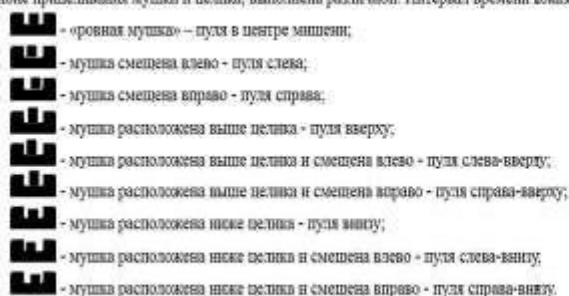 - «ровная мушка» – пуля в центре мишени;
- мушка смещена влево - пуля слева;
- мушка смещена вправо - пуля справа;
- мушка расположена выше целика - пуля вверху;
- мушка расположена выше целика и смещена влево - пуля слева-вверху;
- мушка расположена выше целика и смещена вправо - пуля справа-вверху;
- мушка расположена ниже целика - пуля внизу;
- мушка расположена ниже целика и смещена влево - пуля слева-внизу;
- мушка расположена ниже целика и смещена вправо - пуля справа-внизу.